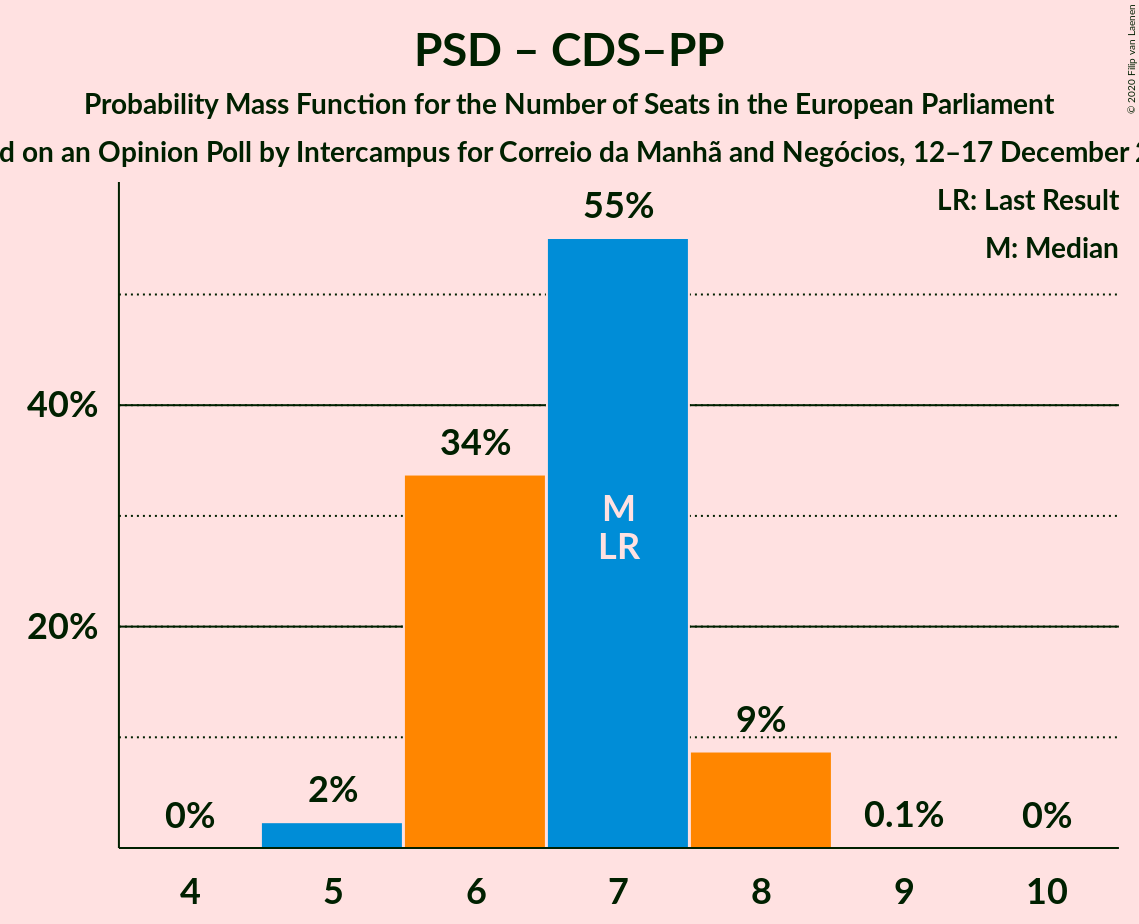 PSD – CDS–PP
Probability Mass Function for the Number of Seats in the European Parliament
on an Opinion Poll by Intercampus for Correio da Manhã and Negócios, 12–17 December
© 2020 Filip van Laenen
LR: Last Result
M: Median
55%
40%
34%
M
LR
20%
9%
2%
0%
0.1%
0%
4 5 6 7 8 9 10